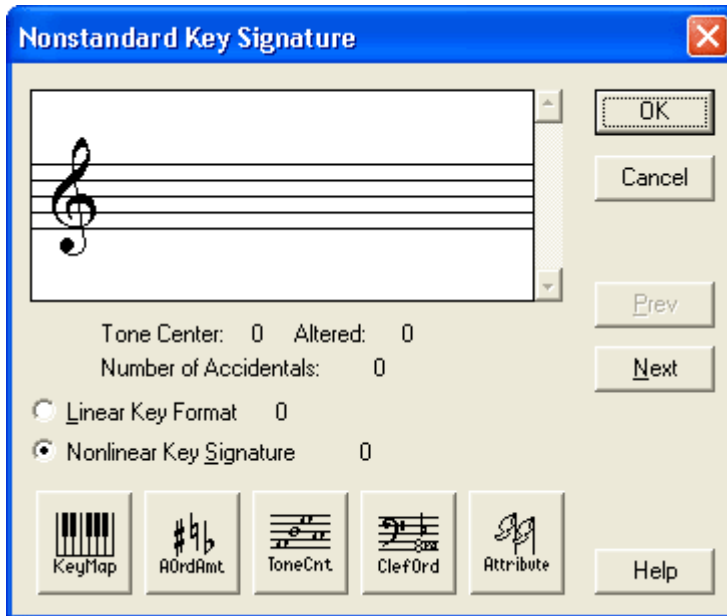 Nonstandard Key Signature
OK
Cancel
Tone Center: 0 Altered: 0
Number of Accidentals: 0
Prev
Next
Linear Key Format 0
Nonlinear Key Signature 0
KeyMap AOrdAmt ToneCnt ClefOrd Attribute
Help